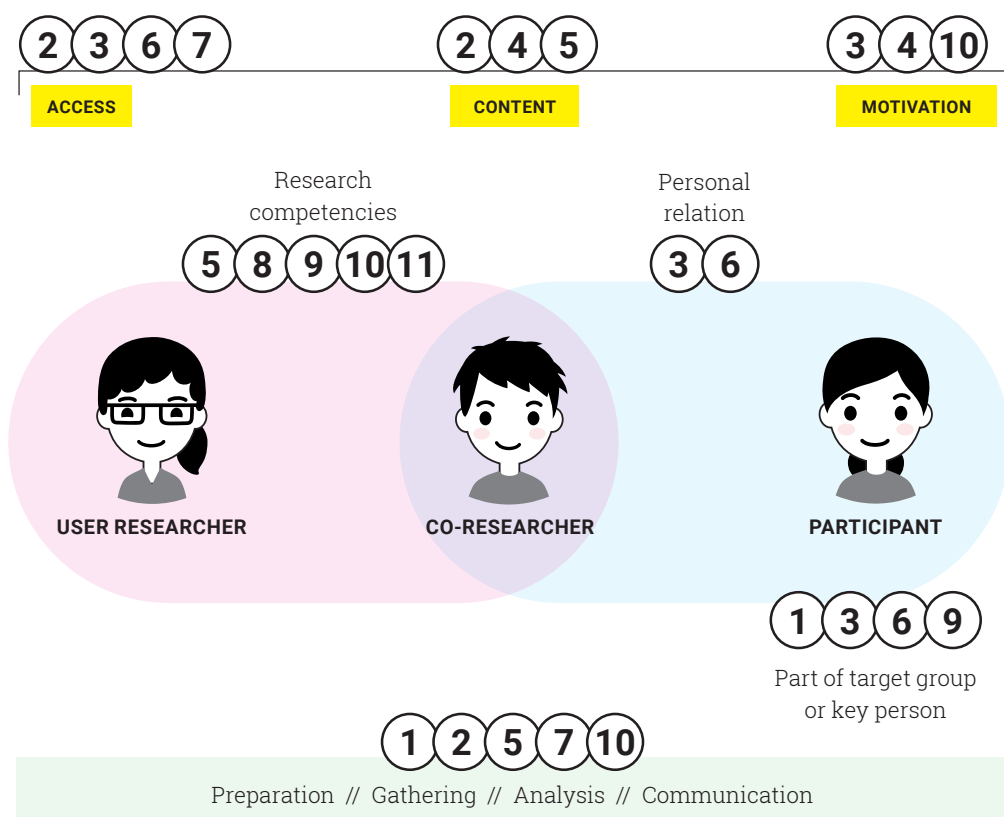 2 3 6 7
2 4 5
3 4 10
ACCESS
CONTENT
MOTIVATION
Research
competencies
5 8 9 10 11
Personal
relation
3 6
USER RESEARCHER
CO-RESEARCHER
PARTICIPANT
1 3 6 9
Part of target group
or key person
1 2 5 7 10
Preparation // Gathering // Analysis // Communication